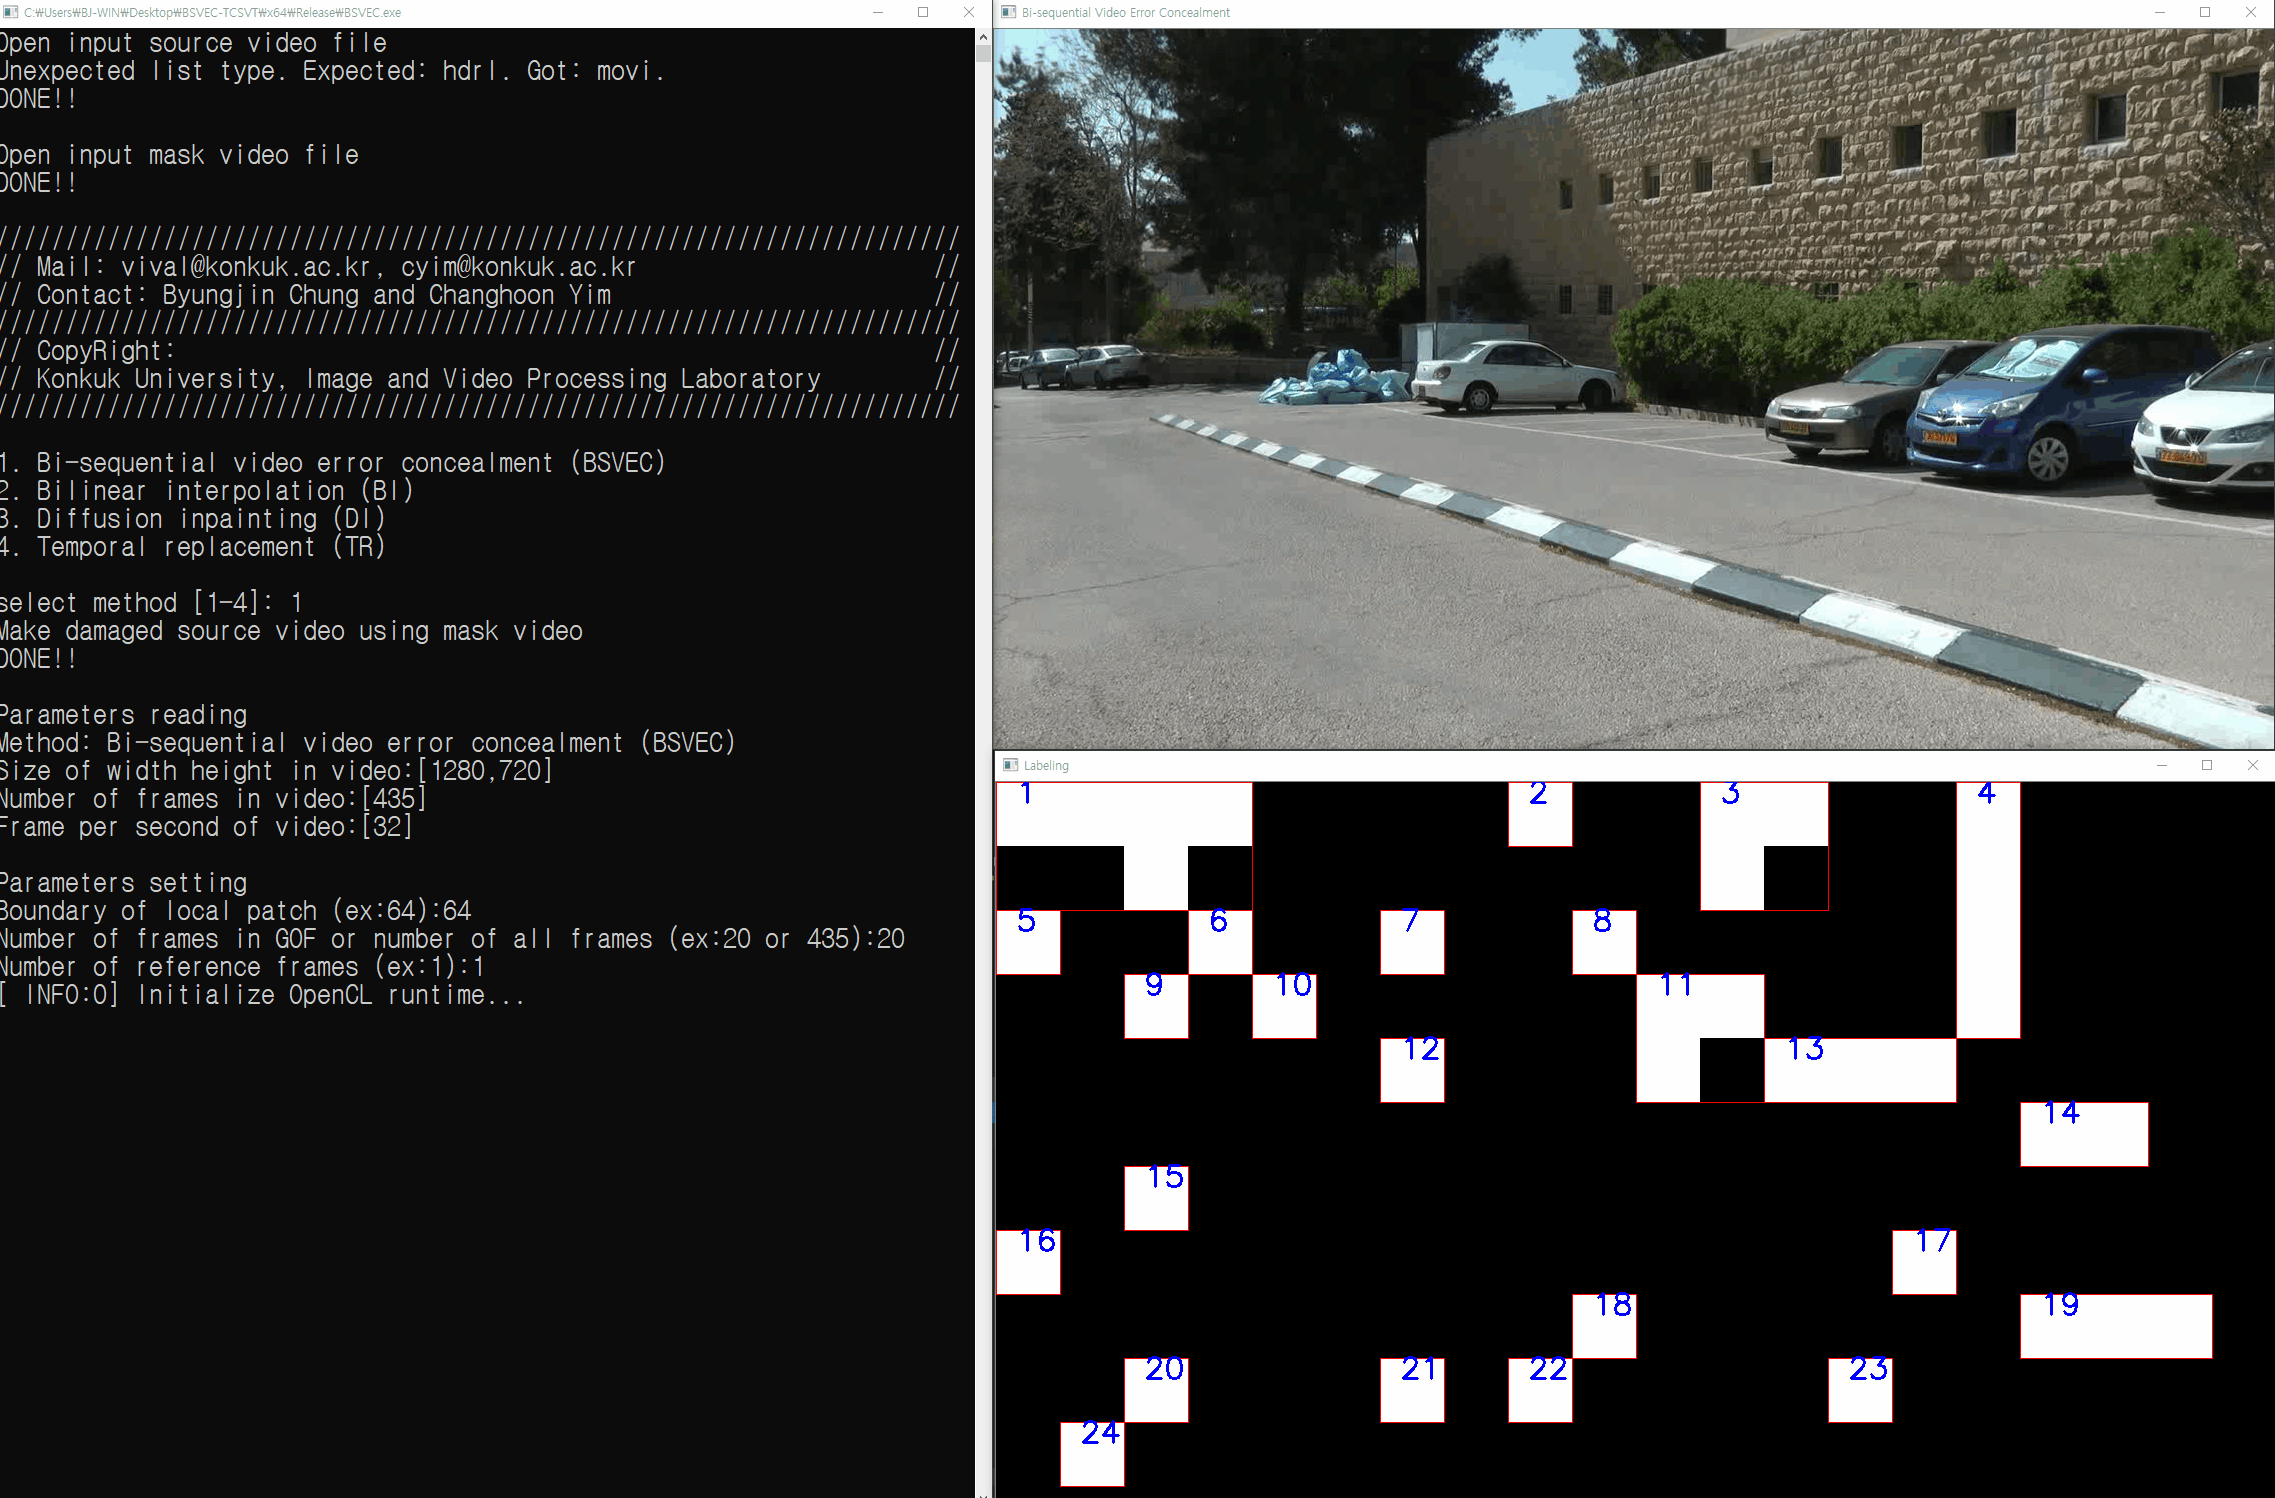 C:₩Users₩BJ-WIN₩Desktop₩BSVEC-TCSVT₩x64₩Release₩BSVEC.exe
Open input source video file
Unexpected list type. Expected: hdrl. Got: movi.
DONE!!
Open input mask video file
DONE!!
/////////////////////////////////////////////////////////////////////
// Mail: vival@konkuk.ac.kr, cyim@konkuk.ac.kr //
// Contact: Byungjin Chung and Changhoon Yim //
/////////////////////////////////////////////////////////////////////
// CopyRight: //
// Konkuk University, Image and Video Processing Laboratory //
/////////////////////////////////////////////////////////////////////
1. Bi-sequential video error concealment (BSVEC)
2. Bilinear interpolation (BI)
3. Diffusion inpainting (DI)
4. Temporal replacement (TR)
select method [1-4]: 1
Make damaged source video using mask video
DONE!!
Parameters reading
Method: Bi-sequential video error concealment (BSVEC)
Size of width height in video:[1280,720]
Number of frames in video:[435]
Frame per second of video:[32]
Parameters setting
Boundary of local patch (ex:64):64
Number of frames in GOF or number of all frames (ex:20 or 435):20
Number of reference frames (ex:1):1
[ INFO:0] Initialize OpenCL runtime...
Bi-sequential Video Error Concealment
Labeling
1 2 3 4
5 6 7 8
9 10 11
12 13
14
15
16 17
18 19
20 21 22 23
24